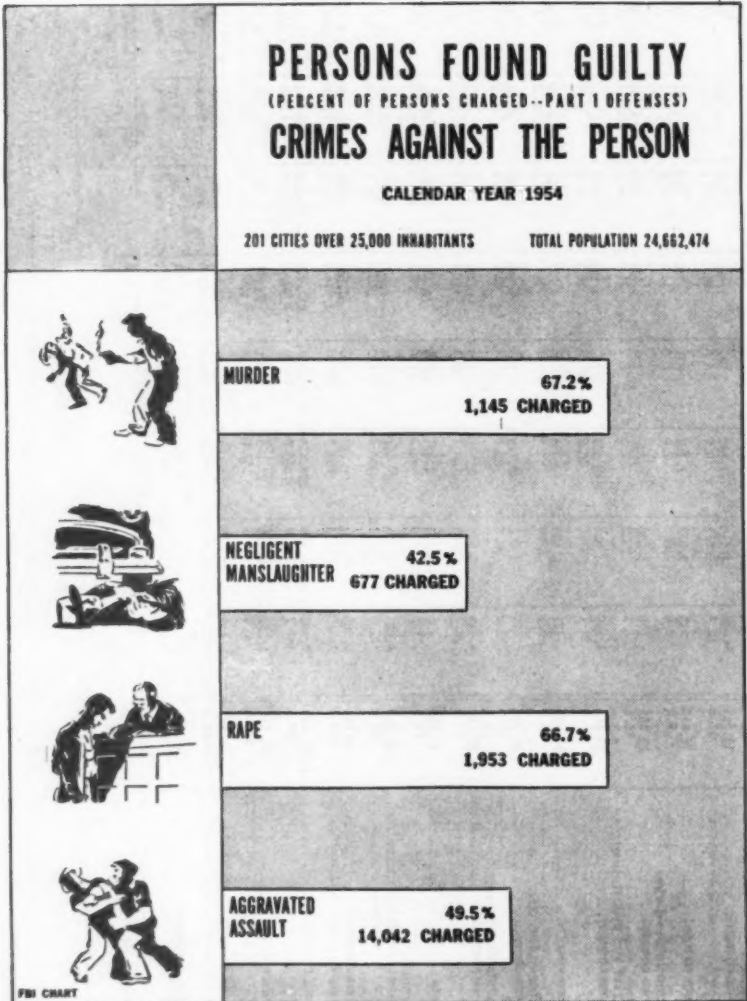 PERSONS FOUND GUILTY
(PERCENT OF PERSONS CHARGED--PART 1 OFFENSES)
CRIMES AGAINST THE PERSON
CALENDAR YEAR 1954
201 CITIES OVER 25,000 INHABITANTS TOTAL POPULATION 24,662,474
MURDER 67.2%
1,145 CHARGED
NEGLIGENT 42.5%
MANSLAUGHTER 677 CHARGED
RAPE 66.7%
1,953 CHARGED
AGGRAVATED 49.5%
ASSAULT 14,042 CHARGED
FBI CHART